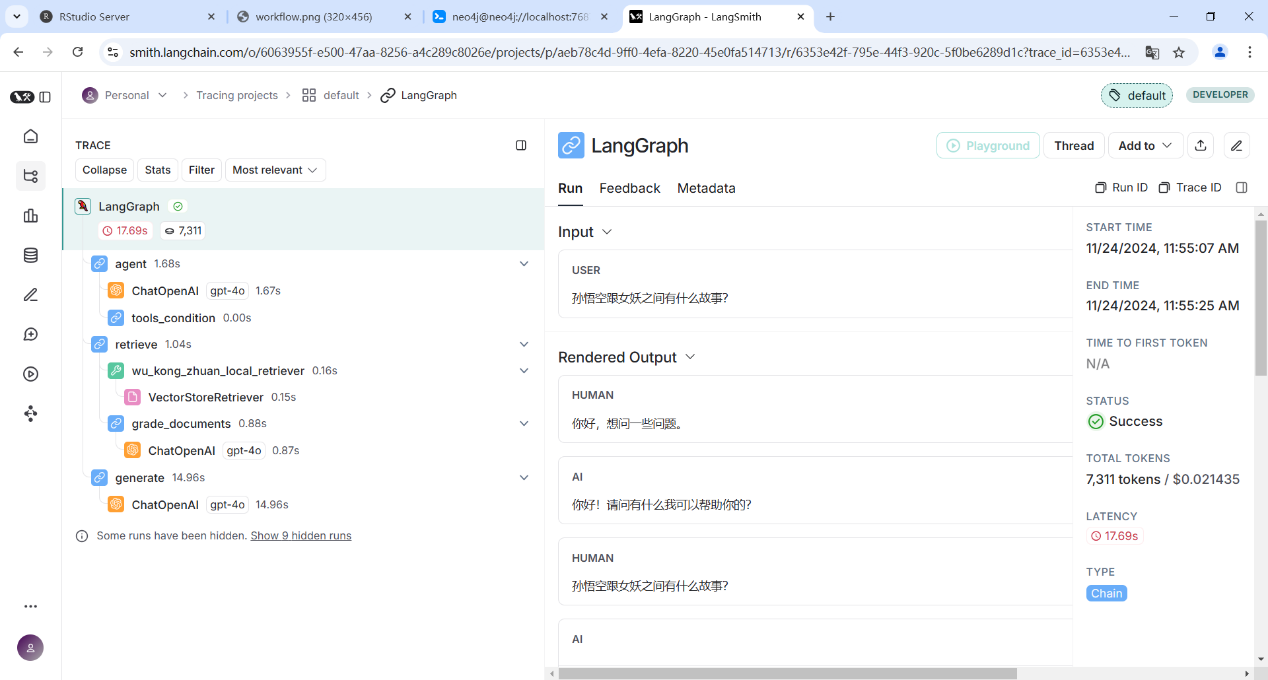 RStudio Server
workflow.png (320×456)
neo4j@neo4j://localhost:768
LangGraph - LangSmith
smith.langchain.com/o/6063955f-e500-47aa-8256-a4c289c8026e/projects/p/aeb78c4d-9ff0-4efa-8220-45e0fa514713/r/6353e42f-795e-44f3-920c-5f0be6289d1c?trace_id=6353e4...
Personal
Tracing projects
default
LangGraph
default
DEVELOPER
TRACE
Collapse
Stats
Filter
Most relevant
LangGraph
17.69s
7,311
agent 1.68s
ChatOpenAI gpt-4o 1.67s
tools_condition 0.00s
retrieve 1.04s
wu_kong_zhuan_local_retriever 0.16s
VectorStoreRetriever 0.15s
grade_documents 0.88s
ChatOpenAI gpt-4o 0.87s
generate 14.96s
ChatOpenAI gpt-4o 14.96s
Some runs have been hidden. Show 9 hidden runs
LangGraph
Playground
Thread
Add to
Run
Feedback
Metadata
Run ID
Trace ID
Input
USER
孙悟空跟女妖之间有什么故事?
Rendered Output
HUMAN
你好，想问一些问题。
AI
你好！请问有什么我可以帮助你的?
HUMAN
孙悟空跟女妖之间有什么故事?
AI
START TIME
11/24/2024, 11:55:07 AM
END TIME
11/24/2024, 11:55:25 AM
TIME TO FIRST TOKEN
N/A
STATUS
Success
TOTAL TOKENS
7,311 tokens / $0.021435
LATENCY
17.69s
TYPE
Chain